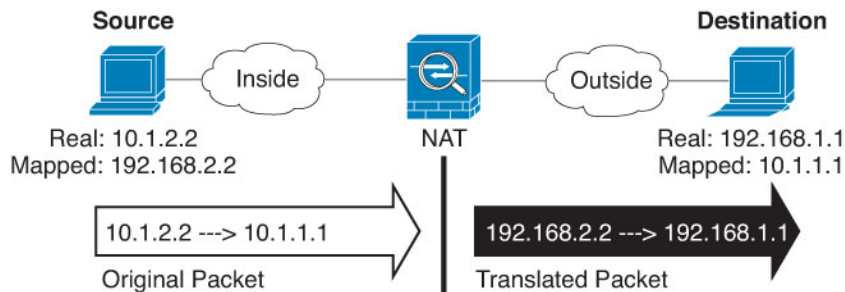 Source
Destination
Inside
Outside
NAT
Real: 10.1.2.2
Mapped: 192.168.2.2
Real: 192.168.1.1
Mapped: 10.1.1.1
10.1.2.2 ---> 10.1.1.1
192.168.2.2 ---> 192.168.1.1
Original Packet
Translated Packet